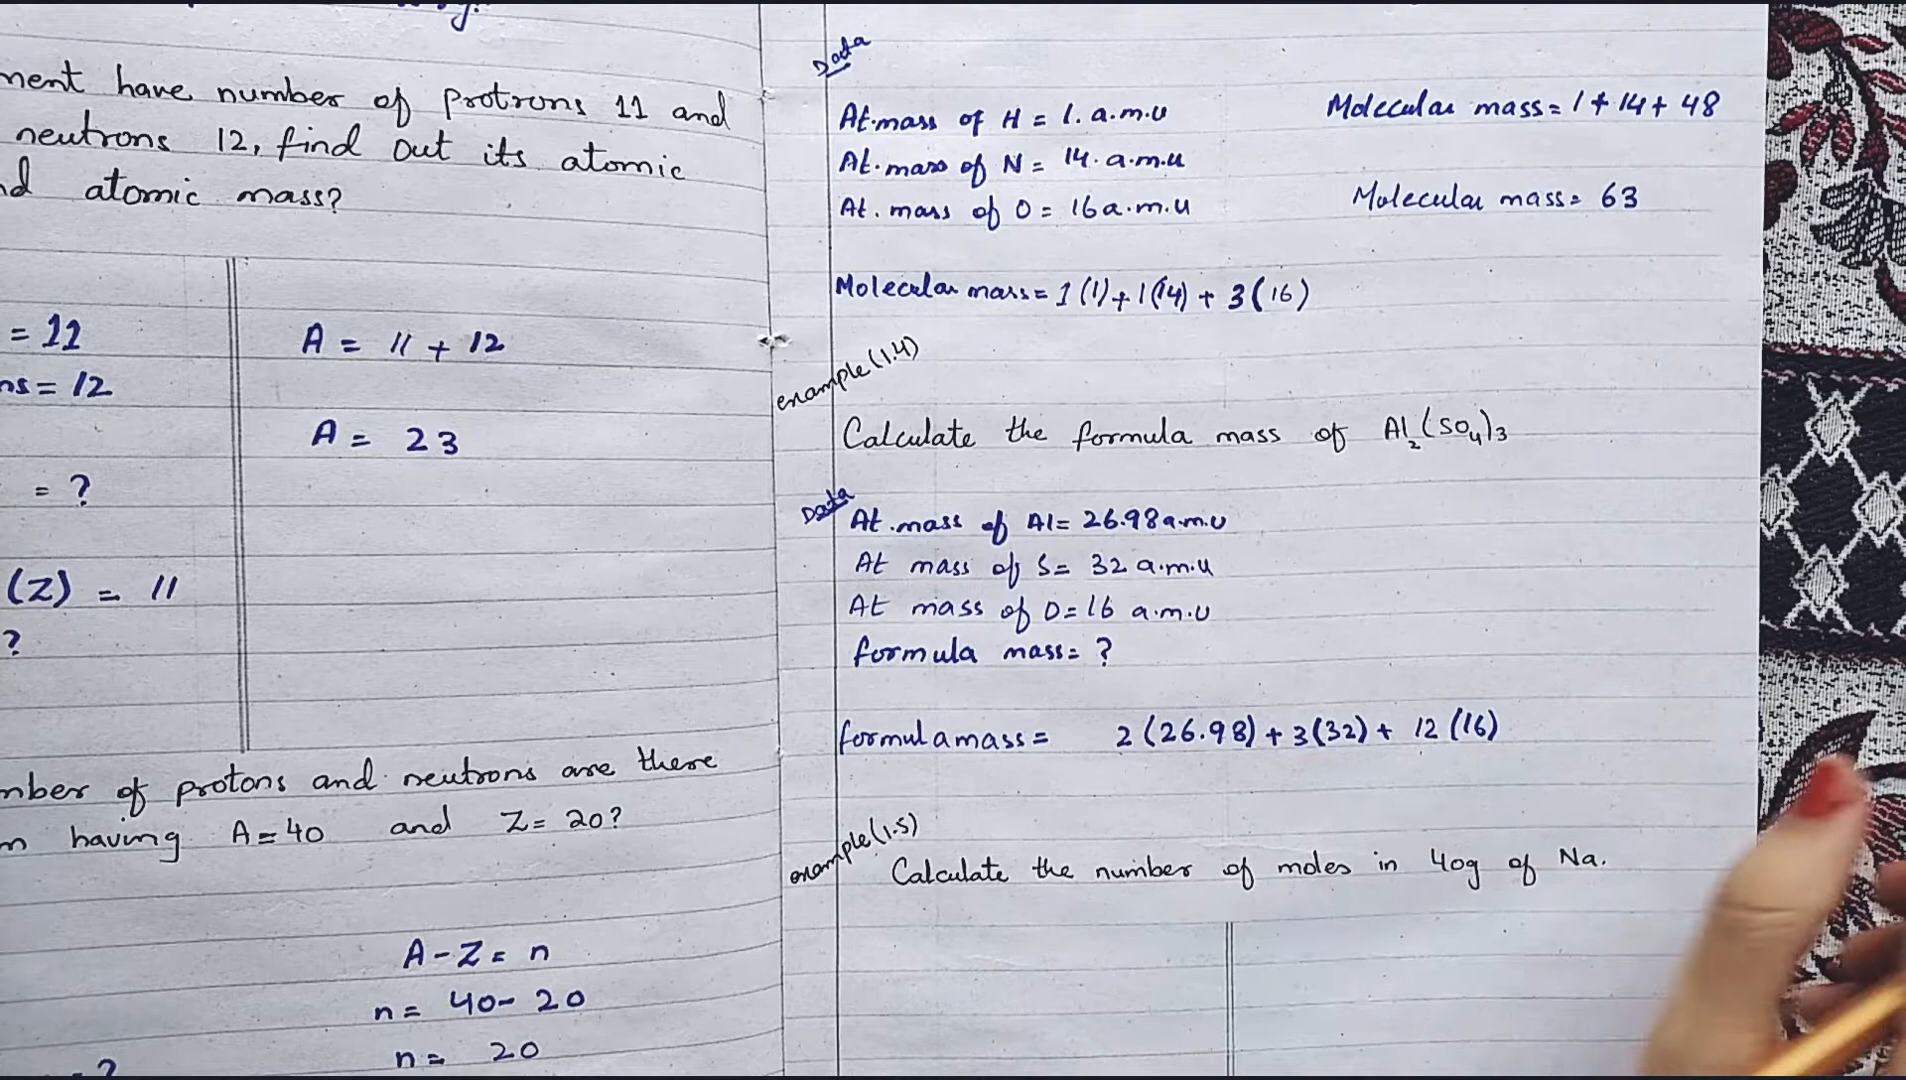 ment have number of protrons 11 and
neutrons 12, find out its atomic
nd atomic mass?
= 11
ns = 12
= ?
(Z) = 11
?
A = 11 + 12
A = 23
mber of protons and neutrons are there
m having A = 40 and Z = 20?
A - Z = n
n = 40 - 20
n = 20
= ?
Data
At. mass of H = 1. a.m.u
At. mass of N = 14. a.m.u
At. mass of O = 16 a.m.u
Molecular mass = 1 (1) + 1 (14) + 3 (16)
Molecular mass = 1 + 14 + 48
Molecular mass = 63
example (1.4)
Calculate the formula mass of Al₂(SO₄)₃
Data
At. mass of Al = 26.98 a.m.u
At mass of S = 32 a.m.u
At mass of O = 16 a.m.u
formula mass = ?
formula mass = 2 (26.98) + 3 (32) + 12 (16)
example (1.5)
Calculate the number of moles in 40g of Na.